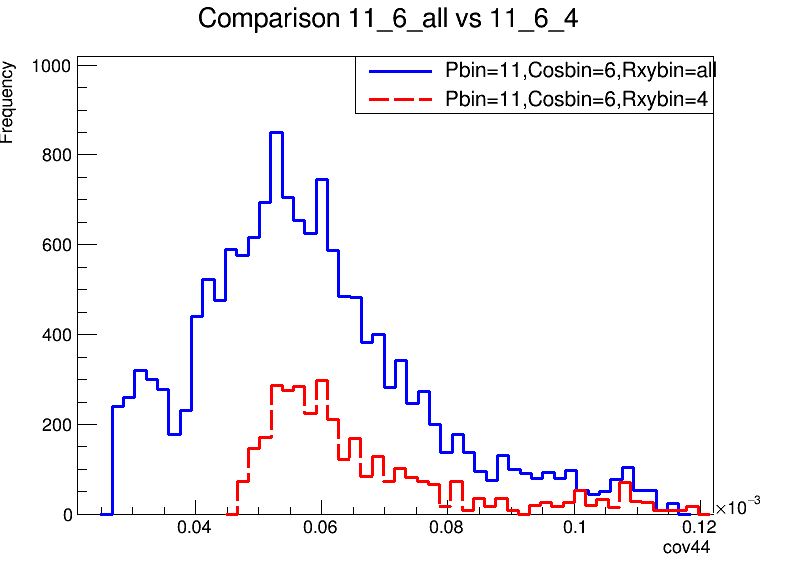 Comparison 11_6_all vs 11_6_4
Frequency
Pbin=11,Cosbin=6,Rxybin=all
Pbin=11,Cosbin=6,Rxybin=4
1000
800
600
400
200
0
0.04 0.06 0.08 0.1 0.12
×10⁻³
cov44